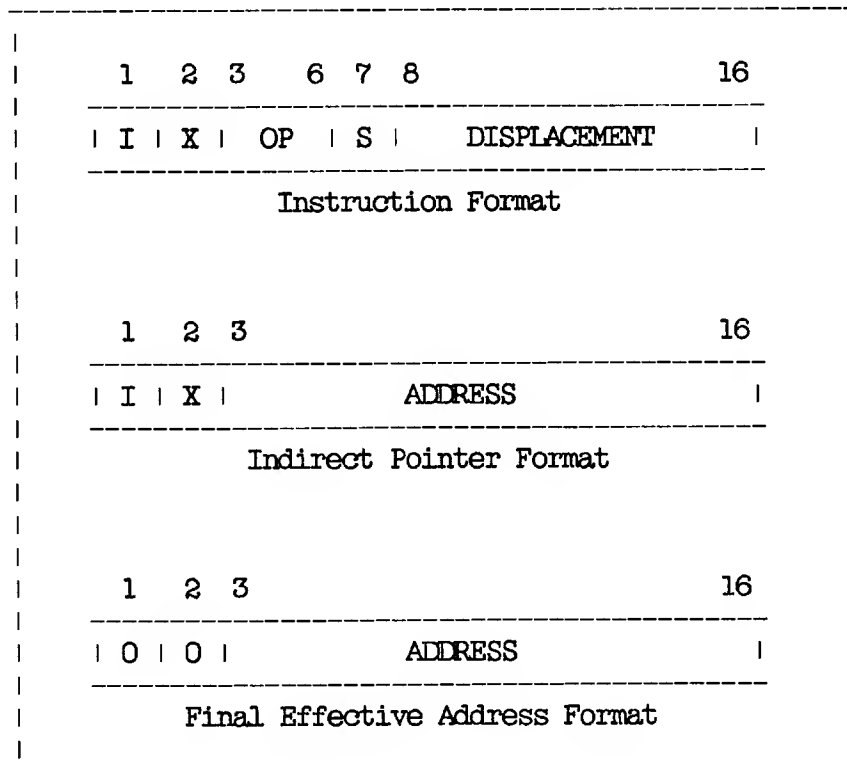 1 2 3 6 7 8 16
| I | X | OP | S | DISPLACEMENT |
Instruction Format
1 2 3 16
| I | X | ADDRESS |
Indirect Pointer Format
1 2 3 16
| 0 | 0 | ADDRESS |
Final Effective Address Format